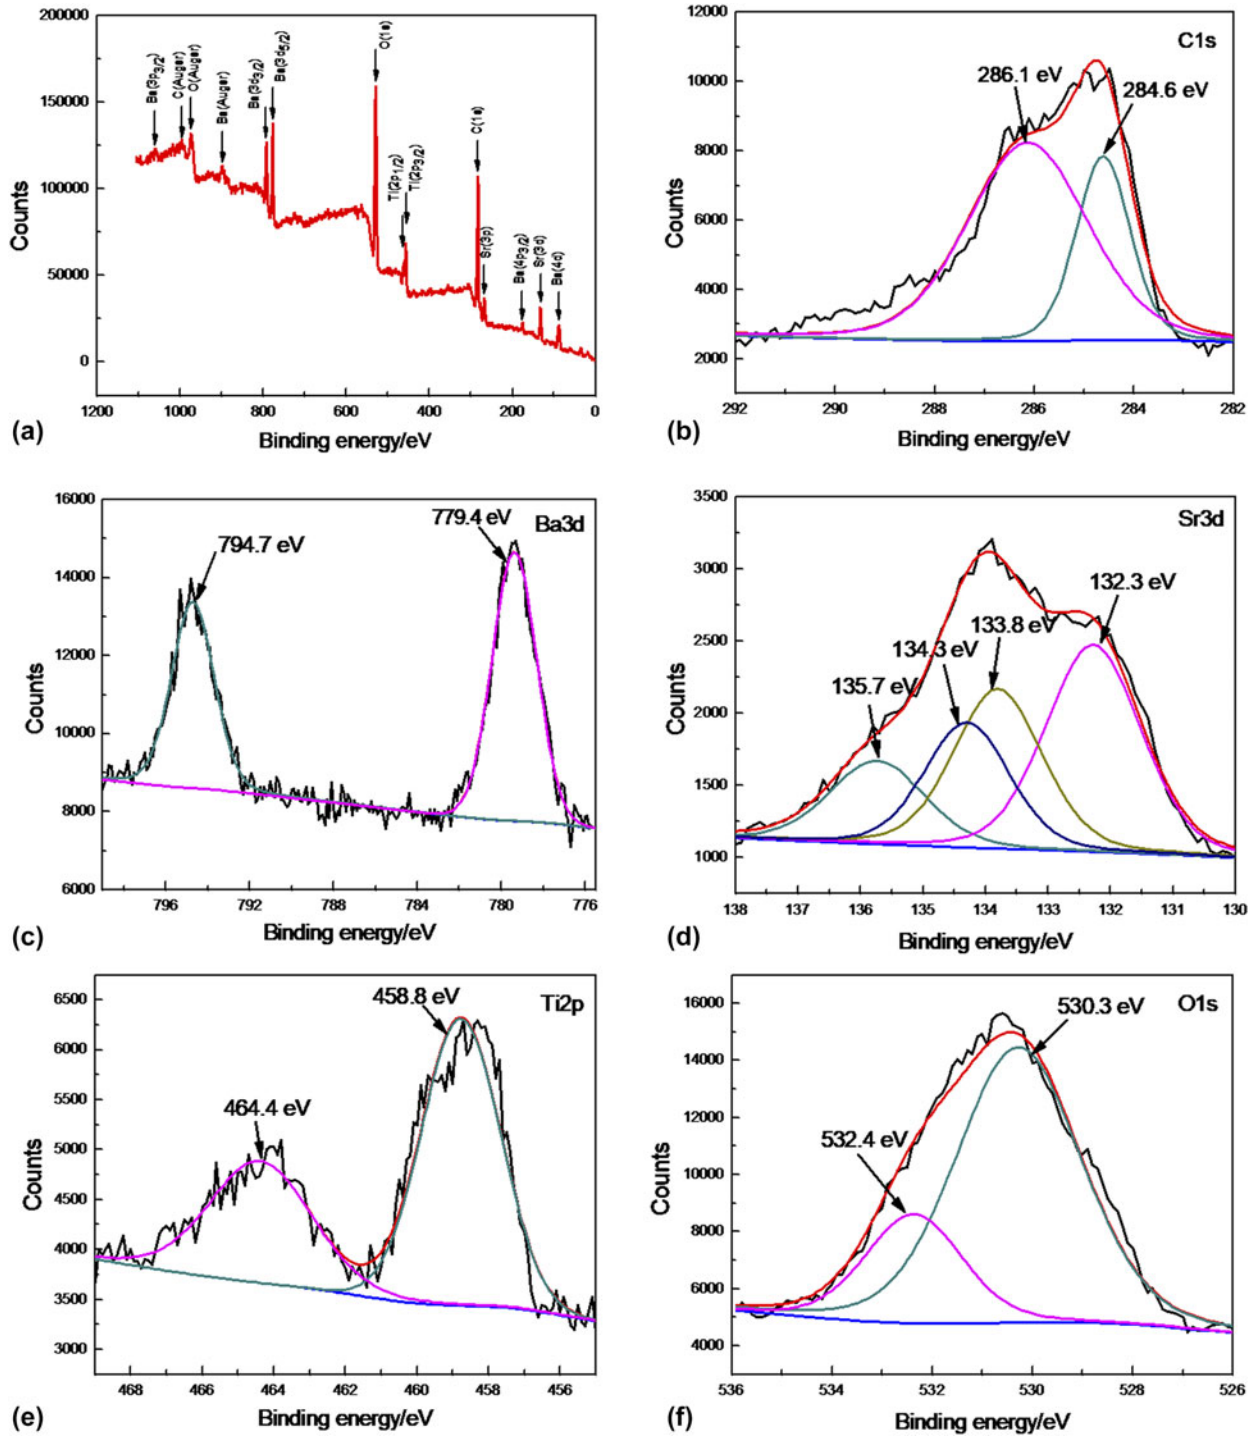 200000
150000
100000
50000
0
Counts
Ba(3p3/2)
C(Auger)
O(Auger)
Ba(Auger)
Ba(3d3/2)
Ba(3d5/2)
O(1s)
Ti(2p1/2)
Ti(2p3/2)
C(1s)
Sr(3p)
Ba(4p3/2)
Sr(3d)
Ba(4d)
1200 1000 800 600 400 200 0
Binding energy/eV
(a)
C1s
286.1 eV
284.6 eV
12000
10000
8000
6000
4000
2000
Counts
292 290 288 286 284 282
Binding energy/eV
(b)
Ba3d
794.7 eV
779.4 eV
16000
14000
12000
10000
8000
6000
Counts
796 792 788 784 780 776
Binding energy/eV
(c)
Sr3d
132.3 eV
133.8 eV
134.3 eV
135.7 eV
3500
3000
2500
2000
1500
1000
Counts
138 137 136 135 134 133 132 131 130
Binding energy/eV
(d)
Ti2p
458.8 eV
464.4 eV
6500
6000
5500
5000
4500
4000
3500
3000
Counts
468 466 464 462 460 458 456
Binding energy/eV
(e)
O1s
530.3 eV
532.4 eV
16000
14000
12000
10000
8000
6000
4000
Counts
536 534 532 530 528 526
Binding energy/eV
(f)